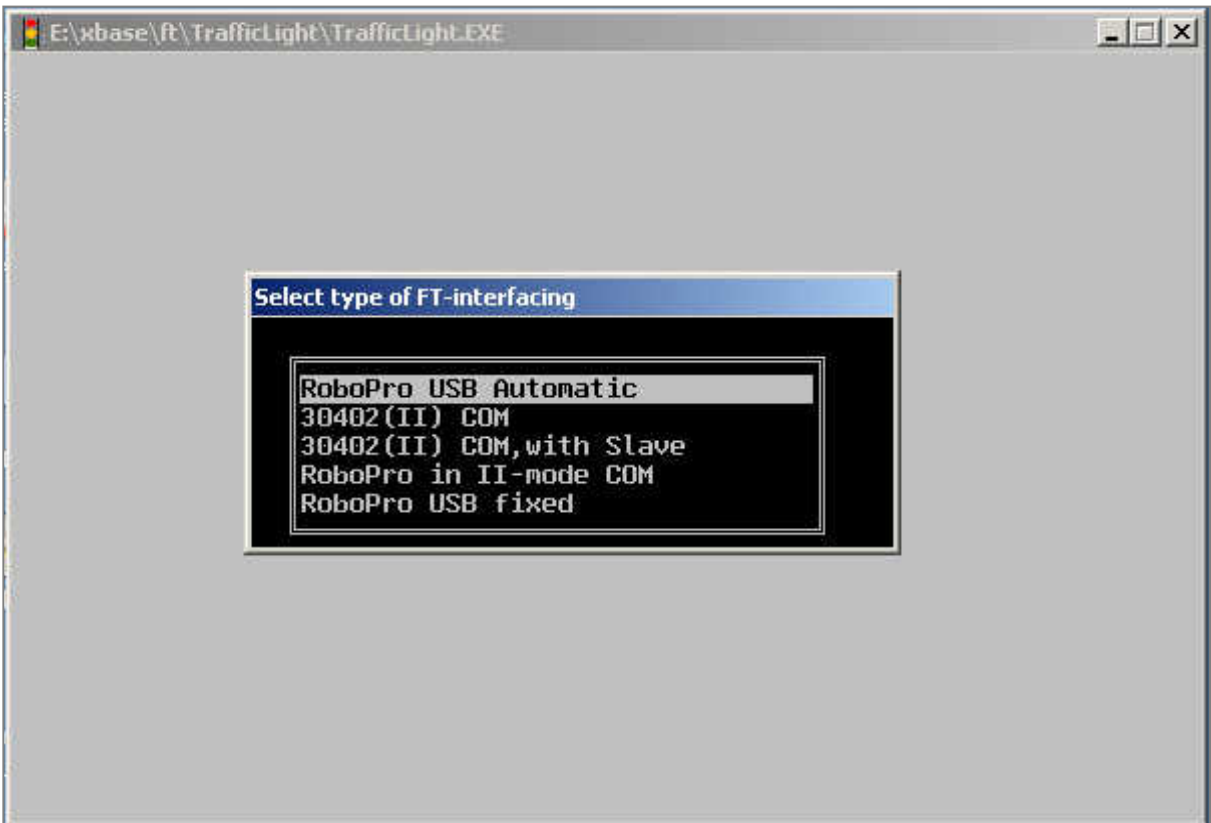 E:\xbase\ft\TrafficLight\TrafficLight.EXE
Select type of FT-interfacing
RoboPro USB Automatic
30402(II) COM
30402(II) COM,with Slave
RoboPro in II-mode COM
RoboPro USB fixed